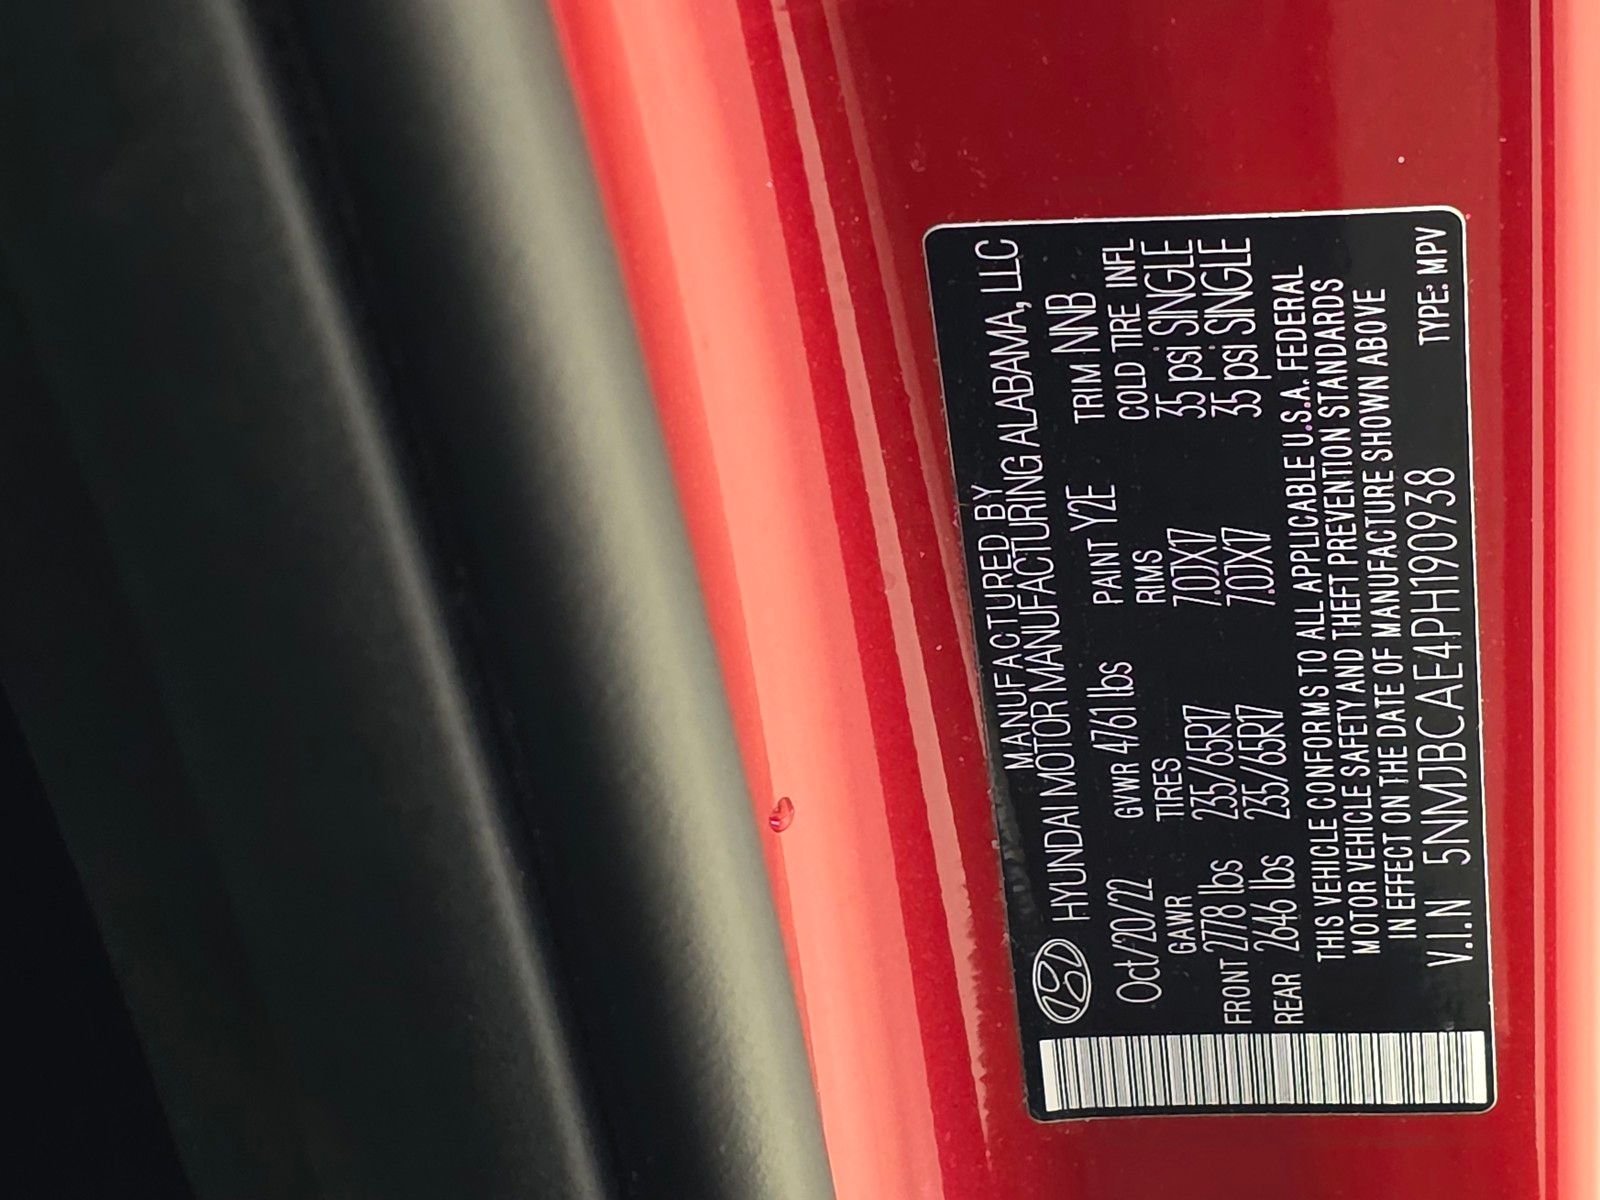 MANUFACTURED BY
HYUNDAI MOTOR MANUFACTURING ALABAMA, LLC
Oct/20/22 GVWR 4761 lbs PAINT Y2E TRIM NNB
GAWR TIRES RIMS COLD TIRE INFL
FRONT 2778 lbs 235/65R17 7.0JX17 35 psi SINGLE
REAR 2646 lbs 235/65R17 7.0JX17 35 psi SINGLE
THIS VEHICLE CONFORMS TO ALL APPLICABLE U.S.A. FEDERAL
MOTOR VEHICLE SAFETY AND THEFT PREVENTION STANDARDS
IN EFFECT ON THE DATE OF MANUFACTURE SHOWN ABOVE
V.I.N 5NMJBCAE4PH190938 TYPE: MPV